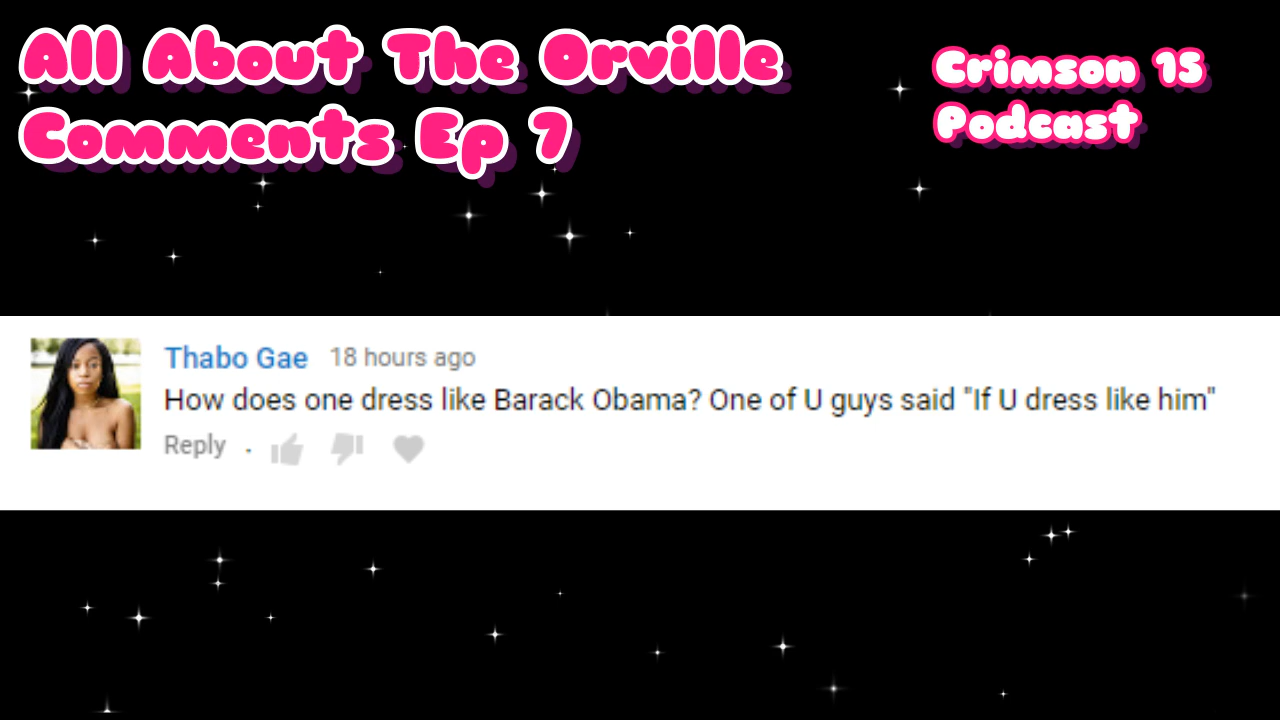 All About The Orville
Comments Ep 7
Crimson 15
Podcast
Thabo Gae 18 hours ago
How does one dress like Barack Obama? One of U guys said "If U dress like him"
Reply